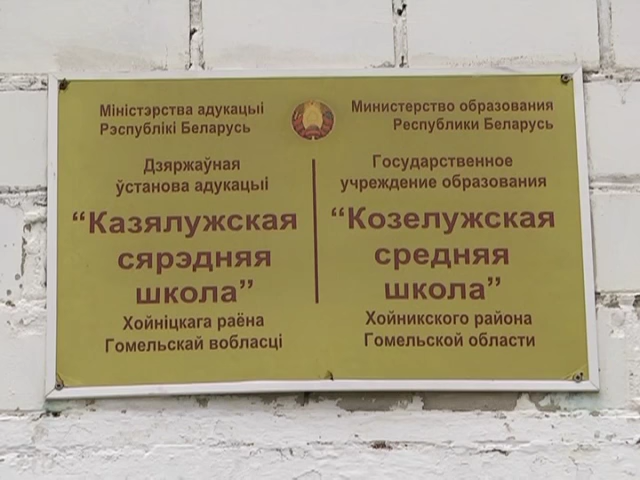 Міністэрства адукацыі
Рэспублікі Беларусь
Дзяржаўная
ўстанова адукацыі
“Казялужская
сярэдняя
школа”
Хойніцкага раёна
Гомельскай вобласці
Министерство образования
Республики Беларусь
Государственное
учреждение образования
“Козелужская
средняя
школа”
Хойникского района
Гомельской области